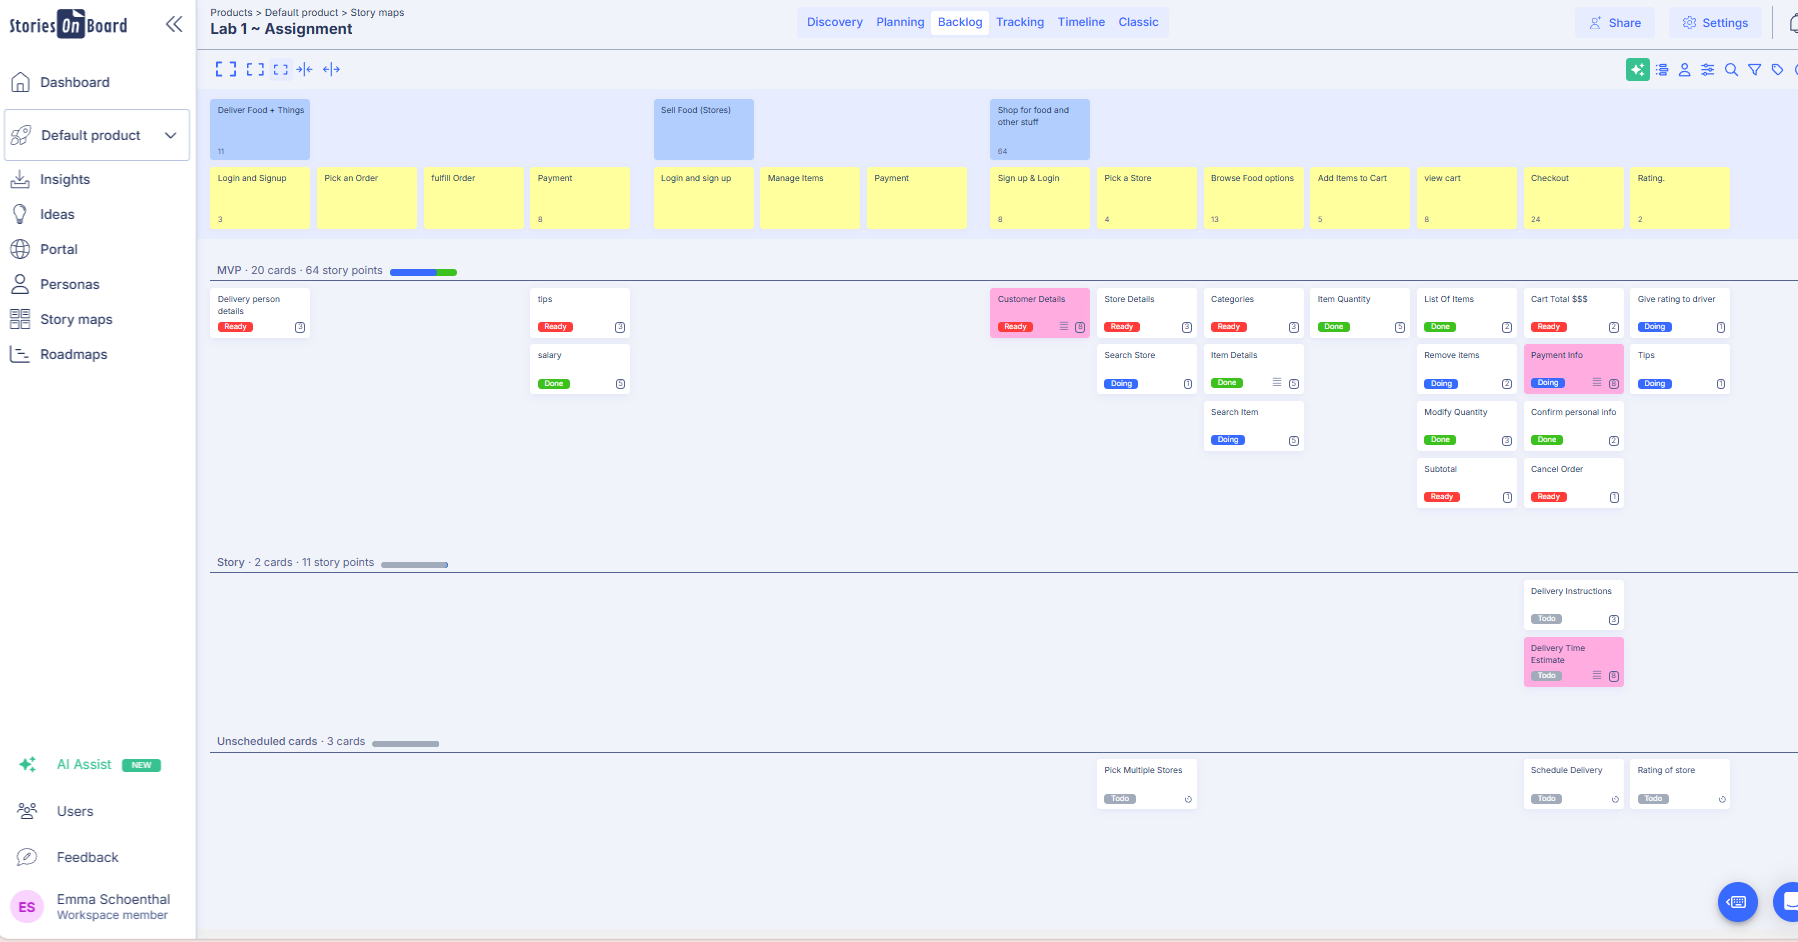 Stories On Board
Products > Default product > Story maps
Lab 1 ~ Assignment
Discovery
Planning
Backlog
Tracking
Timeline
Classic
Share
Settings
Dashboard
Default product
Insights
Ideas
Portal
Personas
Story maps
Roadmaps
AI Assist
NEW
Users
Feedback
ES
Emma Schoenthal
Workspace member
Deliver Food + Things
11
Sell Food (Stores)
Shop for food and
other stuff
64
Login and Signup
3
Pick an Order
fulfill Order
Payment
8
Login and sign up
Manage Items
Payment
Sign up & Login
8
Pick a Store
4
Browse Food options
13
Add Items to Cart
5
view cart
8
Checkout
24
Rating.
2
MVP · 20 cards · 64 story points
Delivery person
details
Ready
3
tips
Ready
3
Customer Details
Ready
8
Store Details
Ready
3
Categories
Ready
3
Item Quantity
Done
5
List Of Items
Done
2
Cart Total $$$
Ready
2
Give rating to driver
Doing
1
salary
Done
5
Search Store
Doing
1
Item Details
Done
5
Remove items
Doing
2
Payment Info
Doing
8
Tips
Doing
1
Search Item
Doing
5
Modify Quantity
Done
3
Confirm personal info
Done
2
Subtotal
Ready
1
Cancel Order
Ready
1
Story · 2 cards · 11 story points
Delivery Instructions
Todo
3
Delivery Time
Estimate
Todo
8
Unscheduled cards · 3 cards
Pick Multiple Stores
Todo
Schedule Delivery
Todo
Rating of store
Todo